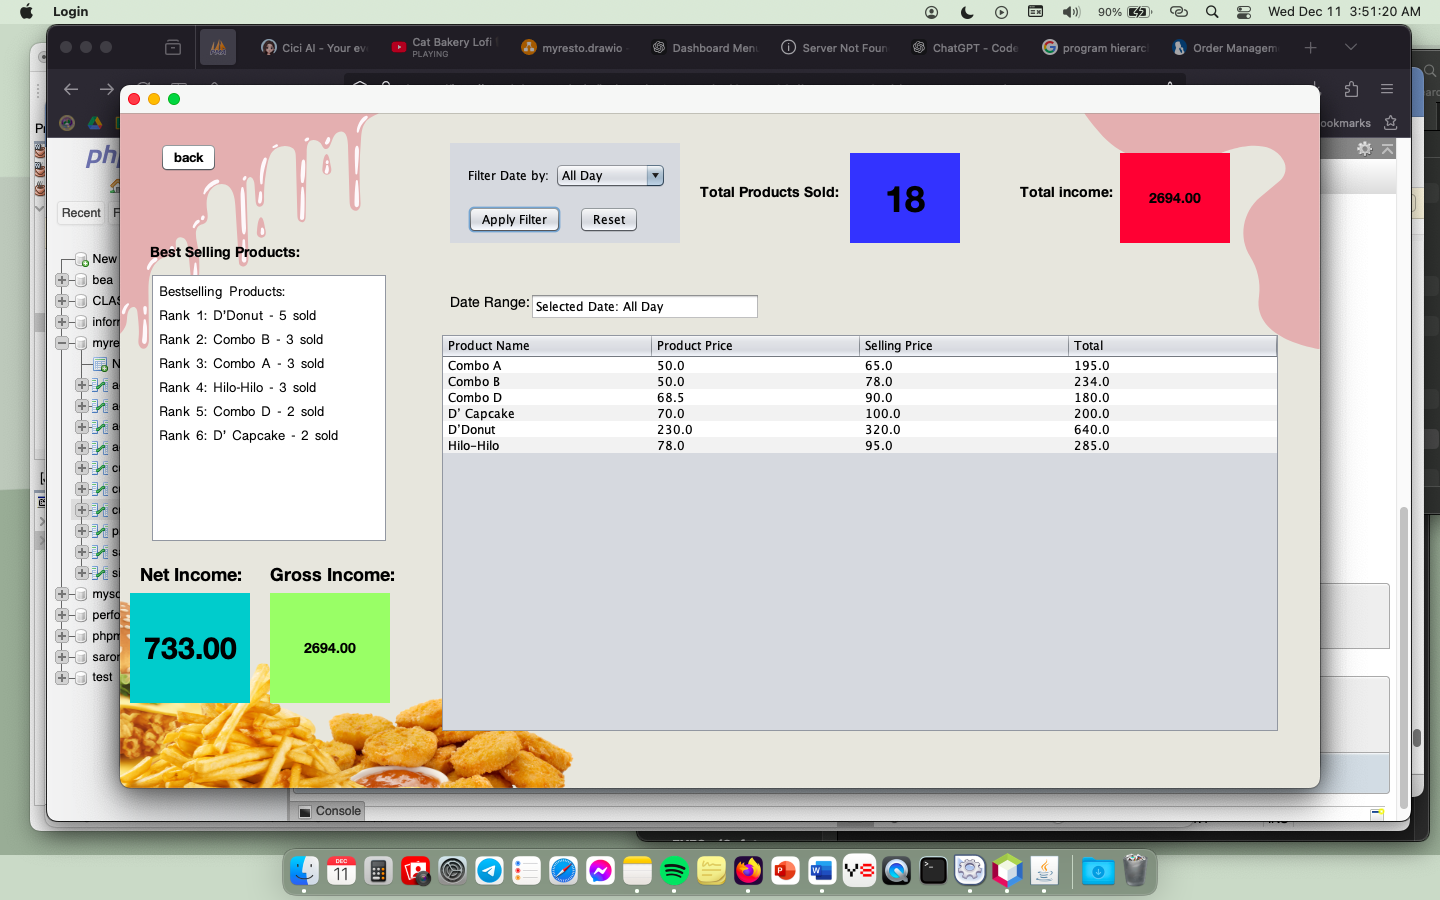 Login
90%
Wed Dec 11 3:51:20 AM
Cici AI - Your eve
Cat Bakery Lofi
PLAYING
myresto.drawio -
Dashboard Menu
Server Not Foun
ChatGPT - Code
program hierarc
Order Managem
ookmarks
php
Recent
New
bea
CLAS
inform
myre
myso
perfo
phpm
saron
test
back
Filter Date by:
All Day
Apply Filter
Reset
Total Products Sold:
18
Total income:
2694.00
Best Selling Products:
Bestselling Products:
Rank 1: D'Donut - 5 sold
Rank 2: Combo B - 3 sold
Rank 3: Combo A - 3 sold
Rank 4: Hilo-Hilo - 3 sold
Rank 5: Combo D - 2 sold
Rank 6: D' Capcake - 2 sold
Date Range:
Selected Date: All Day
Product Name Product Price Selling Price Total
Combo A 50.0 65.0 195.0
Combo B 50.0 78.0 234.0
Combo D 68.5 90.0 180.0
D' Capcake 70.0 100.0 200.0
D'Donut 230.0 320.0 640.0
Hilo-Hilo 78.0 95.0 285.0
Net Income:
733.00
Gross Income:
2694.00
Console
DEC
11